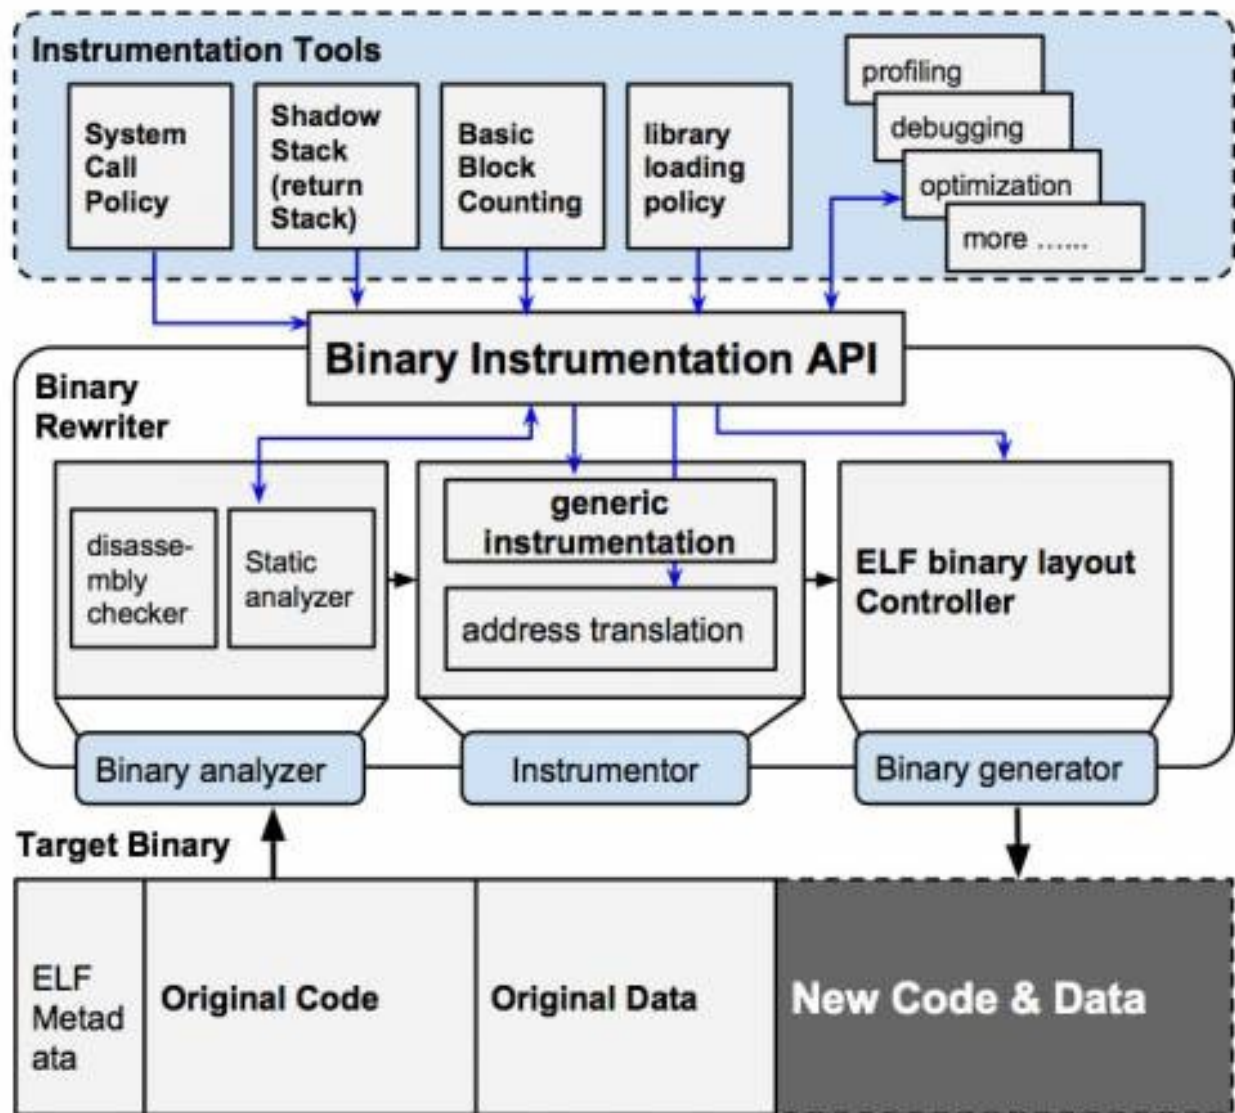 Instrumentation Tools
System
Call
Policy
Shadow
Stack
(return
Stack)
Basic
Block
Counting
library
loading
policy
profiling
debugging
optimization
more ......
Binary Instrumentation API
Binary
Rewriter
disasse-
mbly
checker
Static
analyzer
generic
instrumentation
address translation
ELF binary layout
Controller
Binary analyzer
Instrumentor
Binary generator
Target Binary
ELF
Metad
ata
Original Code
Original Data
New Code & Data